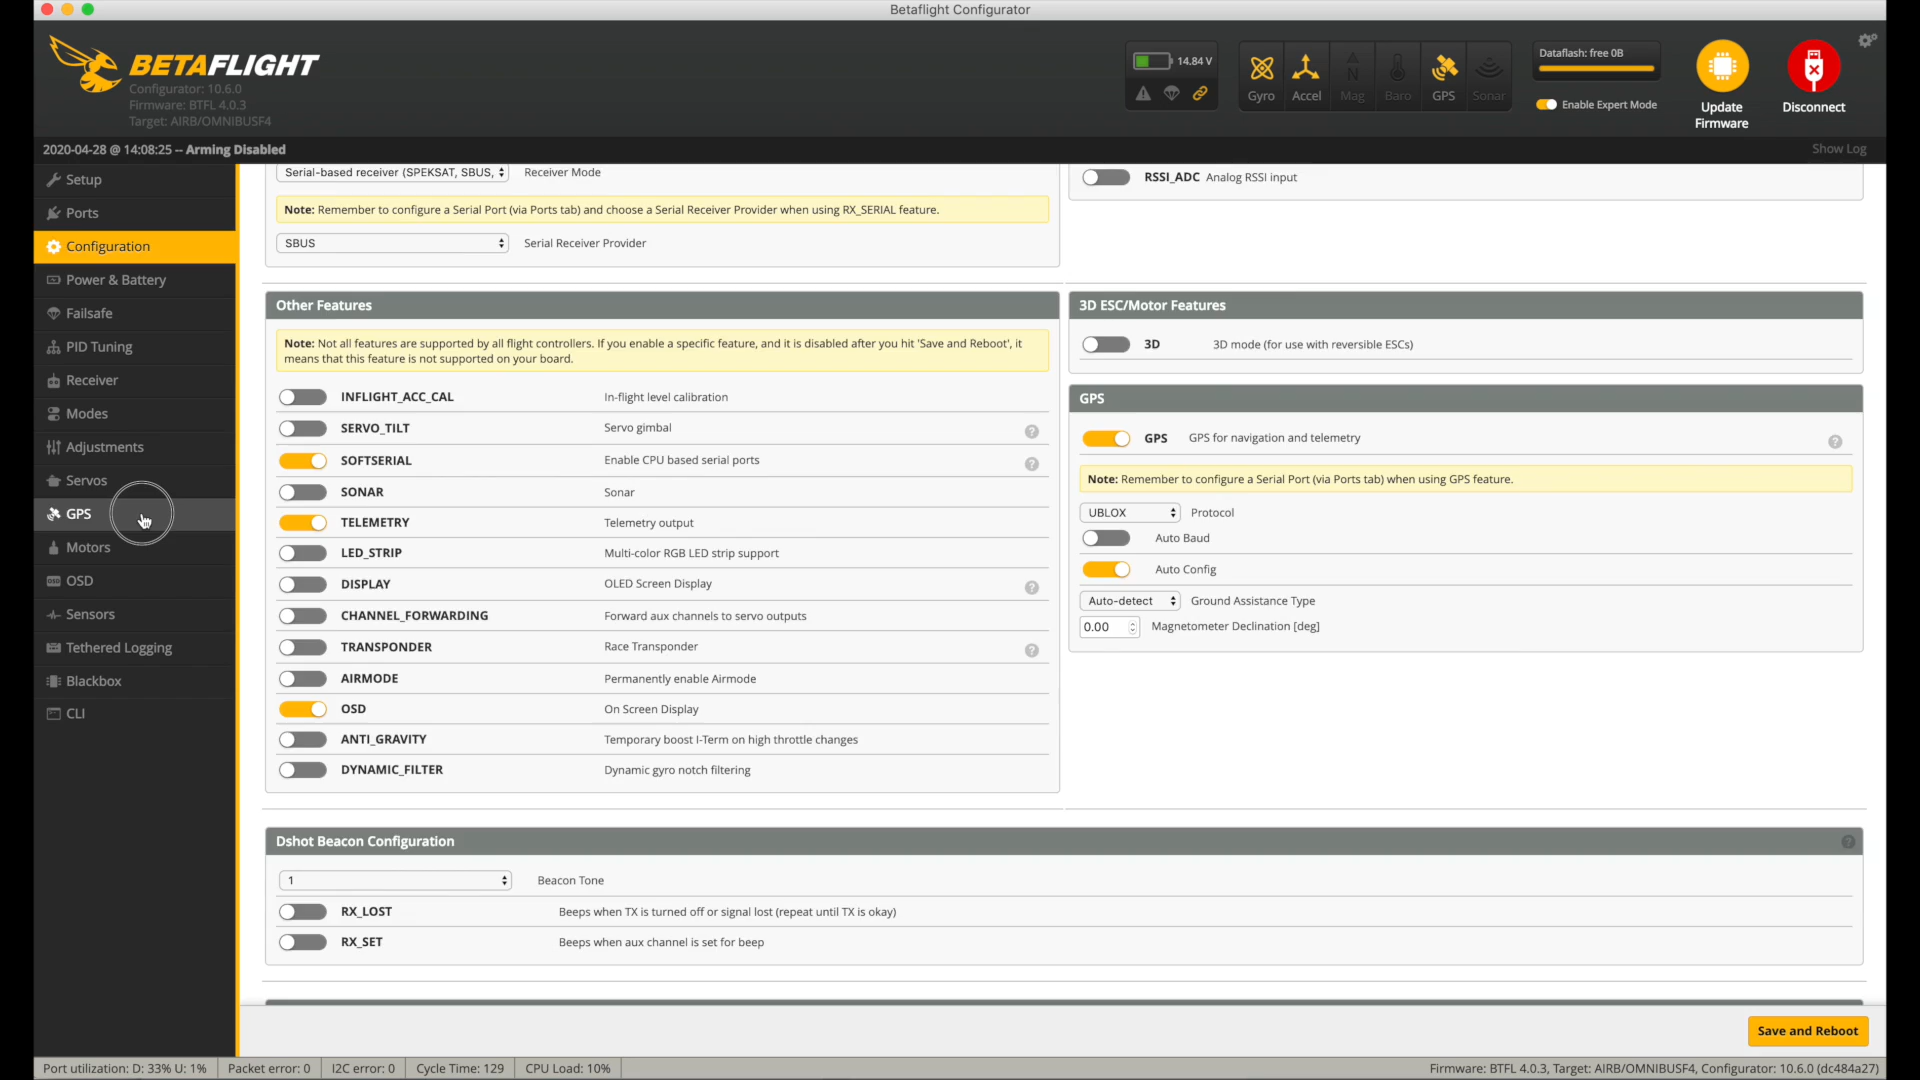 Betaflight Configurator
BETAFLIGHT
Configurator: 10.6.0
Firmware: BTFL 4.0.3
Target: AIRB/OMNIBUSF4
14.84 V
Gyro
Accel
Mag
Baro
GPS
Sonar
Dataflash: free 0B
Enable Expert Mode
Update
Firmware
Disconnect
2020-04-28 @ 14:08:25 -- Arming Disabled
Show Log
Setup
Ports
Configuration
Power & Battery
Failsafe
PID Tuning
Receiver
Modes
Adjustments
Servos
GPS
Motors
OSD
Sensors
Tethered Logging
Blackbox
CLI
Serial-based receiver (SPEKSAT, SBUS,
Receiver Mode
Note: Remember to configure a Serial Port (via Ports tab) and choose a Serial Receiver Provider when using RX_SERIAL feature.
SBUS
Serial Receiver Provider
RSSI_ADC Analog RSSI input
Other Features
Note: Not all features are supported by all flight controllers. If you enable a specific feature, and it is disabled after you hit 'Save and Reboot', it
means that this feature is not supported on your board.
INFLIGHT_ACC_CAL In-flight level calibration
SERVO_TILT Servo gimbal ?
SOFTSERIAL Enable CPU based serial ports ?
SONAR Sonar
TELEMETRY Telemetry output
LED_STRIP Multi-color RGB LED strip support
DISPLAY OLED Screen Display ?
CHANNEL_FORWARDING Forward aux channels to servo outputs
TRANSPONDER Race Transponder ?
AIRMODE Permanently enable Airmode
OSD On Screen Display
ANTI_GRAVITY Temporary boost I-Term on high throttle changes
DYNAMIC_FILTER Dynamic gyro notch filtering
3D ESC/Motor Features
3D 3D mode (for use with reversible ESCs)
GPS
GPS GPS for navigation and telemetry ?
Note: Remember to configure a Serial Port (via Ports tab) when using GPS feature.
UBLOX Protocol
Auto Baud
Auto Config
Auto-detect Ground Assistance Type
0.00 Magnetometer Declination [deg]
Dshot Beacon Configuration ?
1 Beacon Tone
RX_LOST Beeps when TX is turned off or signal lost (repeat until TX is okay)
RX_SET Beeps when aux channel is set for beep
Save and Reboot
Port utilization: D: 33% U: 1% Packet error: 0 I2C error: 0 Cycle Time: 129 CPU Load: 10% Firmware: BTFL 4.0.3, Target: AIRB/OMNIBUSF4, Configurator: 10.6.0 (dc484a27)